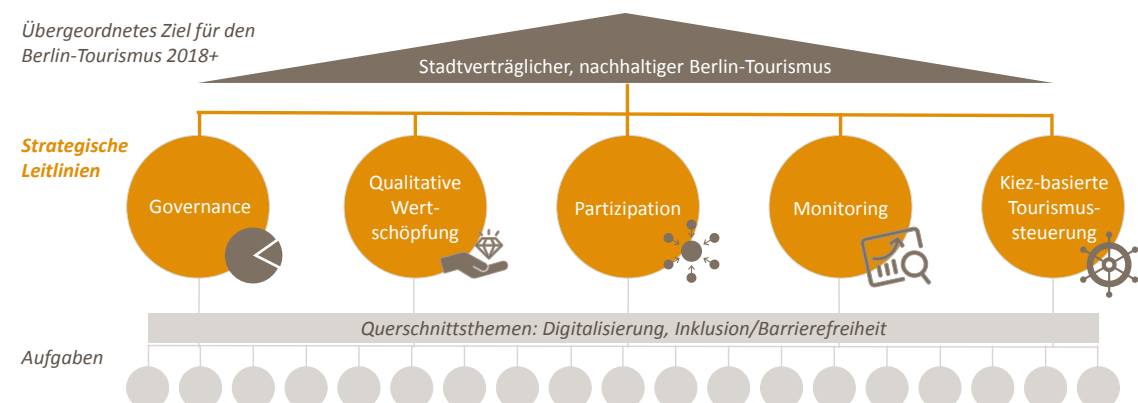 Übergeordnetes Ziel für den
Berlin-Tourismus 2018+
Stadtverträglicher, nachhaltiger Berlin-Tourismus
Strategische
Leitlinien
Governance
Qualitative
Wert-
schöpfung
Partizipation
Monitoring
Kiez-basierte
Tourismus-
steuerung
Querschnittsthemen: Digitalisierung, Inklusion/Barrierefreiheit
Aufgaben